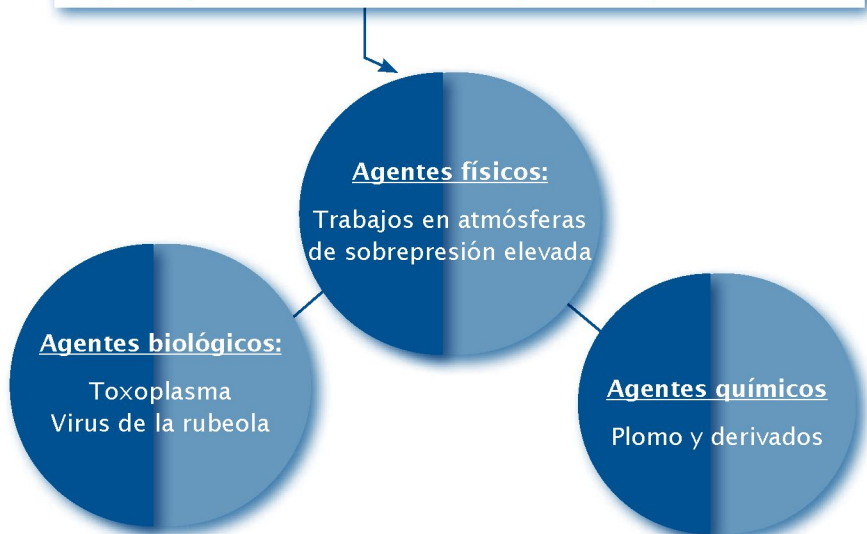 Agentes físicos:
Trabajos en atmósferas
de sobrepresión elevada
Agentes biológicos:
Toxoplasma
Virus de la rubeola
Agentes químicos
Plomo y derivados